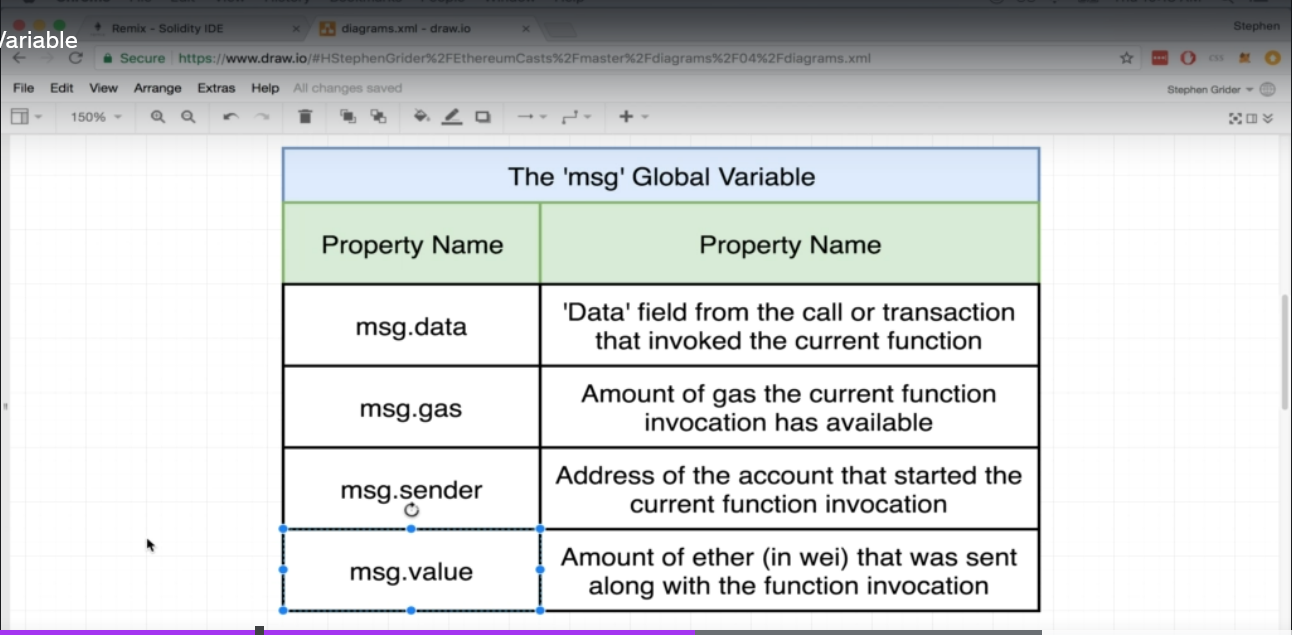 Remix - Solidity IDE
diagrams.xml - draw.io
Stephen
Variable
Secure https://www.draw.io/#HStephenGrider%2FEthereumCasts%2Fmaster%2Fdiagrams%2F04%2Fdiagrams.xml
CSS
File Edit View Arrange Extras Help All changes saved
Stephen Grider
150%
The 'msg' Global Variable
Property Name
Property Name
msg.data
'Data' field from the call or transaction
that invoked the current function
msg.gas
Amount of gas the current function
invocation has available
msg.sender
Address of the account that started the
current function invocation
msg.value
Amount of ether (in wei) that was sent
along with the function invocation